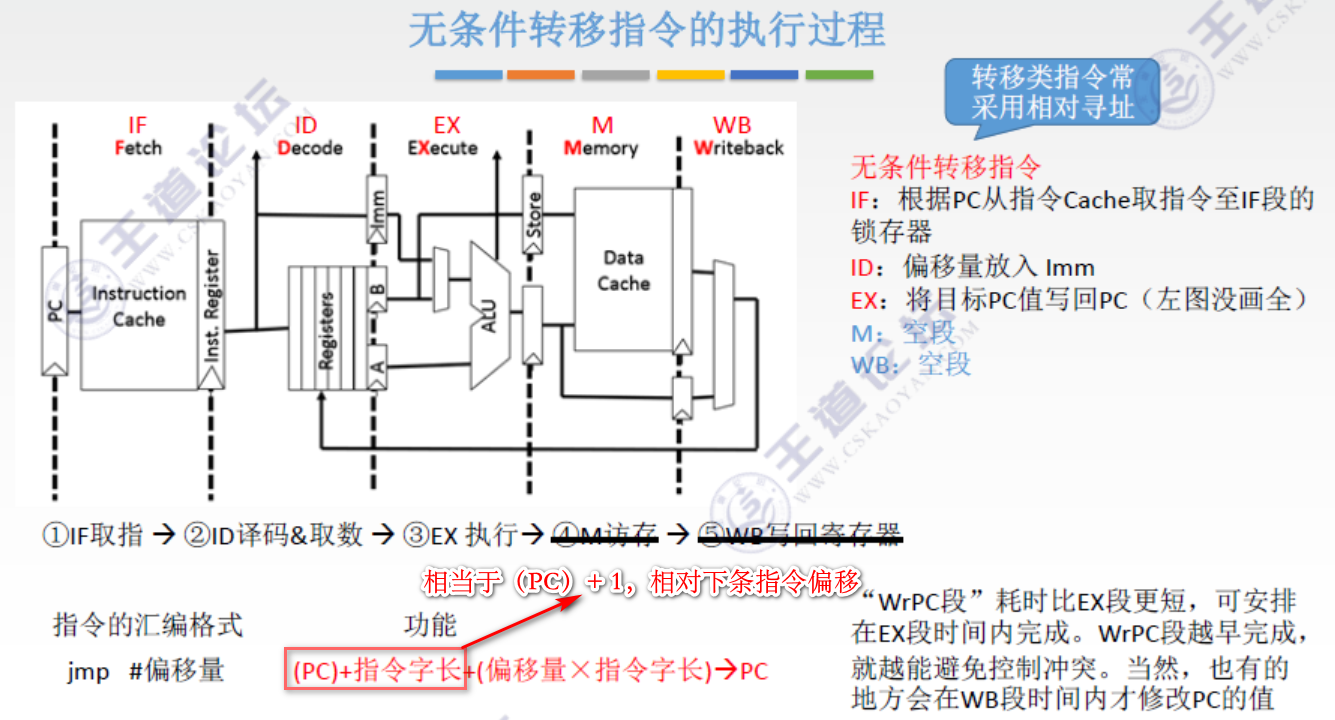 无条件转移指令的执行过程
转移类指令常
采用相对寻址
IF ID EX M WB
Fetch Decode EXecute Memory Writeback
PC
Instruction
Cache
Inst. Register
Registers
Imm
B
A
ALU
Store
Data
Cache
无条件转移指令
IF：根据PC从指令Cache取指令至IF段的
锁存器
ID：偏移量放入 Imm
EX：将目标PC值写回PC（左图没画全）
M：空段
WB：空段
①IF取指 → ②ID译码&取数 → ③EX 执行→ ④M访存 → ⑤WB写回寄存器
相当于（PC）+ 1，相对下条指令偏移
指令的汇编格式 功能
jmp #偏移量 (PC)+指令字长+(偏移量×指令字长)→PC
“WrPC段”耗时比EX段更短，可安排
在EX段时间内完成。WrPC段越早完成，
就越能避免控制冲突。当然，也有的
地方会在WB段时间内才修改PC的值
王道论坛
WWW.CSKAOYAN.COM
王道论坛
WWW.CSKAOYAN.COM